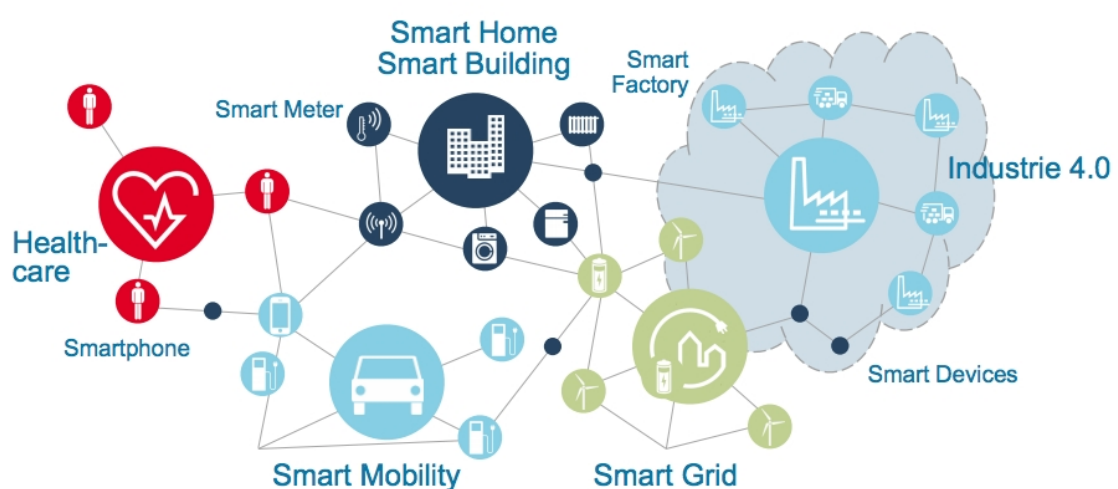 Smart Home
Smart Building
Smart
Factory
Smart Meter
Industrie 4.0
Health-
care
Smartphone
Smart Devices
Smart Mobility
Smart Grid